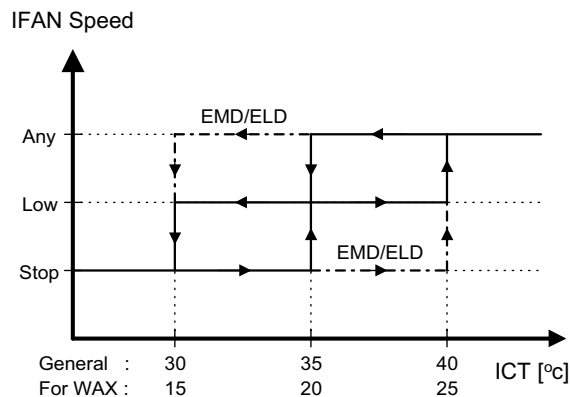 IFAN Speed
EMD/ELD
Any
Low
EMD/ELD
Stop
General : 30 35 40
ICT [°c]
For WAX : 15 20 25